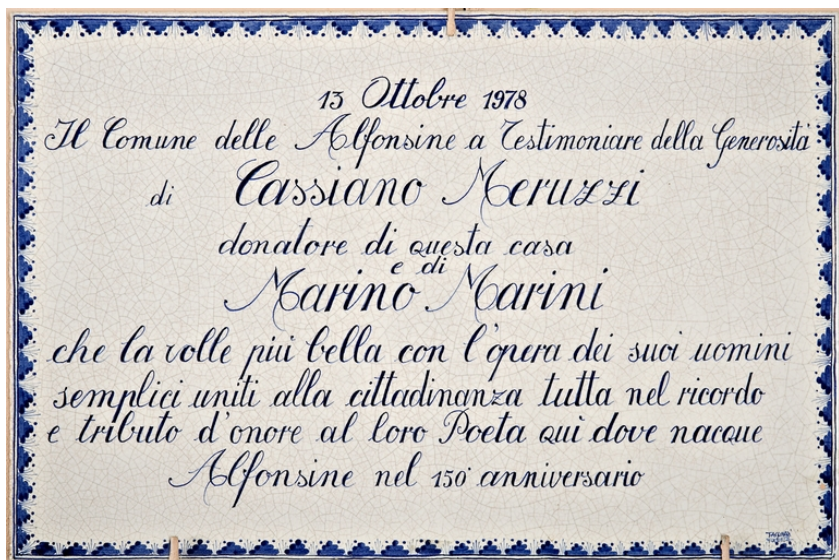 13 Ottobre 1978
Il Comune delle Alfonsine a Testimoniare della Generosità
di Cassiano Meruzzi
donatore di questa casa
e di
Marino Marini
che la volle più bella con l'opera dei suoi uomini
semplici uniti alla cittadinanza tutta nel ricordo
e tributo d'onore al loro Poeta qui dove nacque
Alfonsine nel 150° anniversario